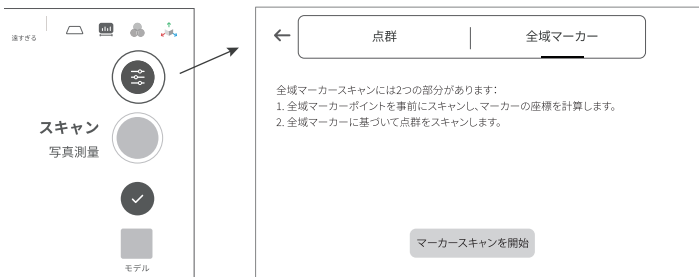 遠すぎる
スキャン
写真測量
モデル
点群
全域マーカー
全域マーカースキャンには2つの部分があります：
1. 全域マーカーポイントを事前にスキャンし、マーカーの座標を計算します。
2. 全域マーカーに基づいて点群をスキャンします。
マーカースキャンを開始